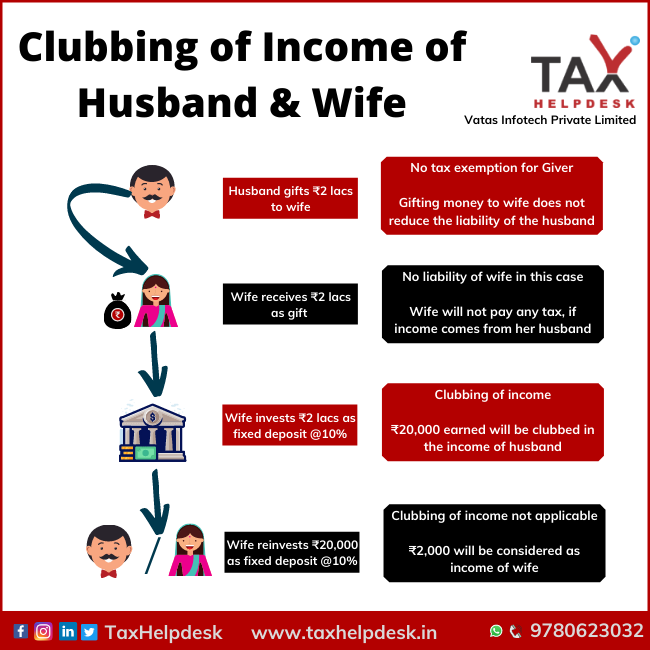 Clubbing of Income of
Husband & Wife
TAX
HELPDESK
Vatas Infotech Private Limited
Husband gifts ₹2 lacs
to wife
No tax exemption for Giver
Gifting money to wife does not
reduce the liability of the husband
₹
Wife receives ₹2 lacs
as gift
No liability of wife in this case
Wife will not pay any tax, if
income comes from her husband
$
Wife invests ₹2 lacs as
fixed deposit @10%
Clubbing of income
₹20,000 earned will be clubbed in
the income of husband
Wife reinvests ₹20,000
as fixed deposit @10%
Clubbing of income not applicable
₹2,000 will be considered as
income of wife
TaxHelpdesk www.taxhelpdesk.in 9780623032